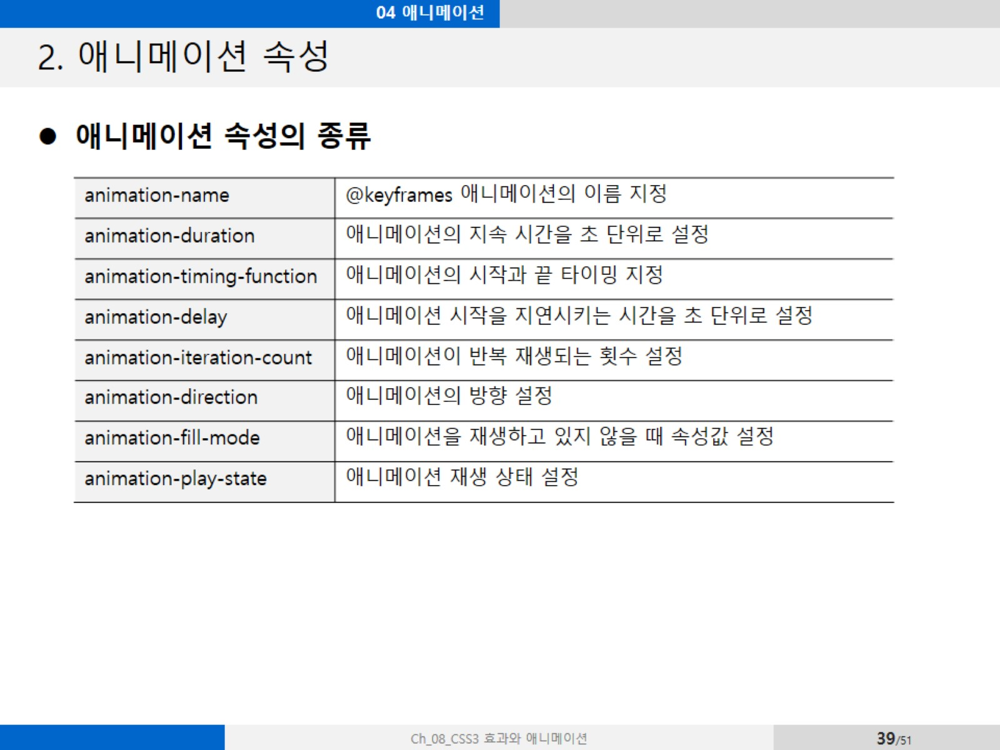 04 애니메이션
2. 애니메이션 속성
● 애니메이션 속성의 종류
animation-name @keyframes 애니메이션의 이름 지정
animation-duration 애니메이션의 지속 시간을 초 단위로 설정
animation-timing-function 애니메이션의 시작과 끝 타이밍 지정
animation-delay 애니메이션 시작을 지연시키는 시간을 초 단위로 설정
animation-iteration-count 애니메이션이 반복 재생되는 횟수 설정
animation-direction 애니메이션의 방향 설정
animation-fill-mode 애니메이션을 재생하고 있지 않을 때 속성값 설정
animation-play-state 애니메이션 재생 상태 설정
Ch_08_CSS3 효과와 애니메이션
39/51